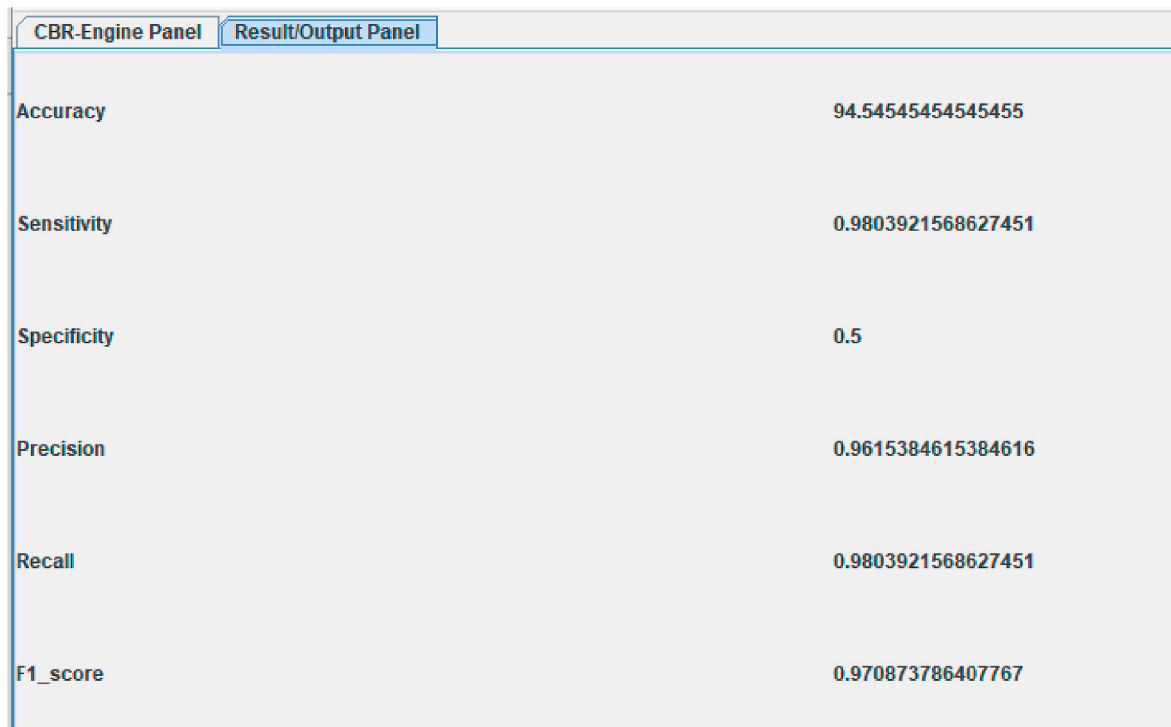 CBR-Engine Panel Result/Output Panel
Accuracy 94.54545454545455
Sensitivity 0.9803921568627451
Specificity 0.5
Precision 0.9615384615384616
Recall 0.9803921568627451
F1_score 0.970873786407767